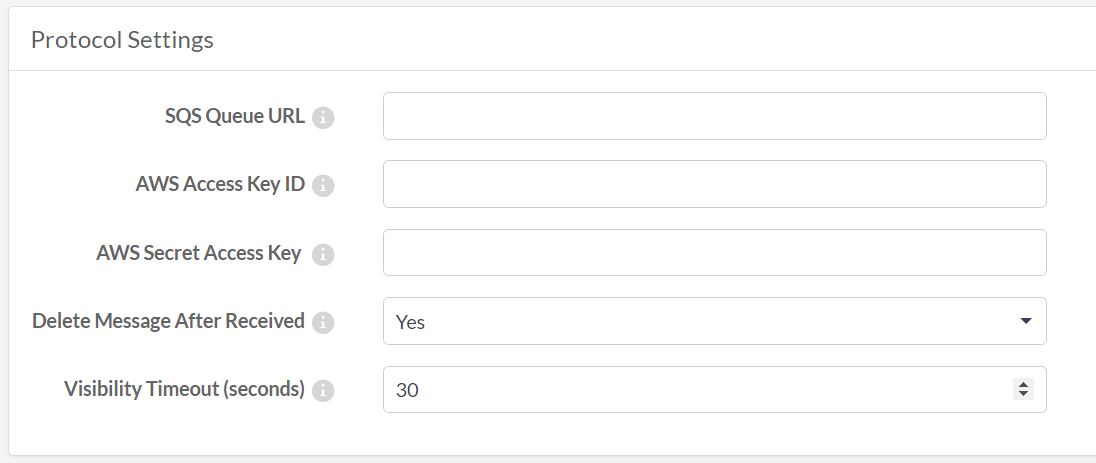 Protocol Settings
SQS Queue URL
AWS Access Key ID
AWS Secret Access Key
Delete Message After Received
Yes
Visibility Timeout (seconds)
30